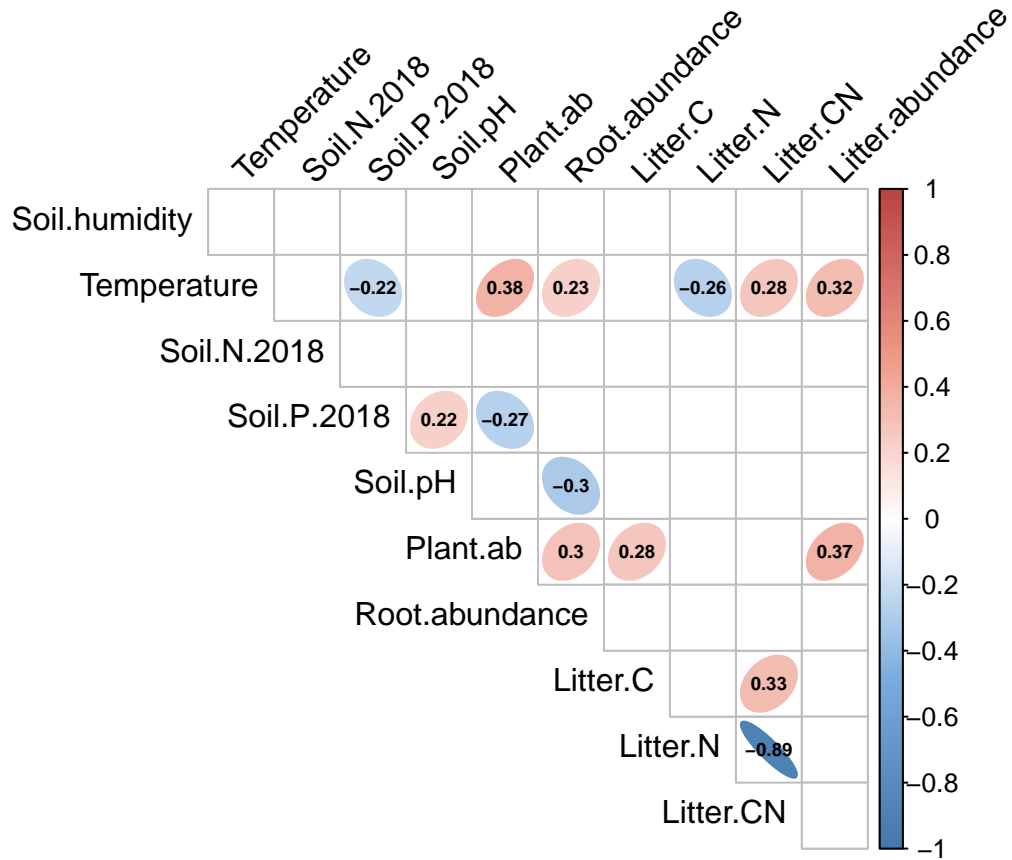 Temperature
Soil.N.2018
Soil.P.2018
Soil.pH
Plant.ab
Root.abundance
Litter.C
Litter.N
Litter.CN
Litter.abundance
Soil.humidity
Temperature −0.22 0.38 0.23 −0.26 0.28 0.32
Soil.N.2018
Soil.P.2018 0.22 −0.27
Soil.pH −0.3
Plant.ab 0.3 0.28 0.37
Root.abundance
Litter.C 0.33
Litter.N −0.89
Litter.CN
1
0.8
0.6
0.4
0.2
0
−0.2
−0.4
−0.6
−0.8
−1